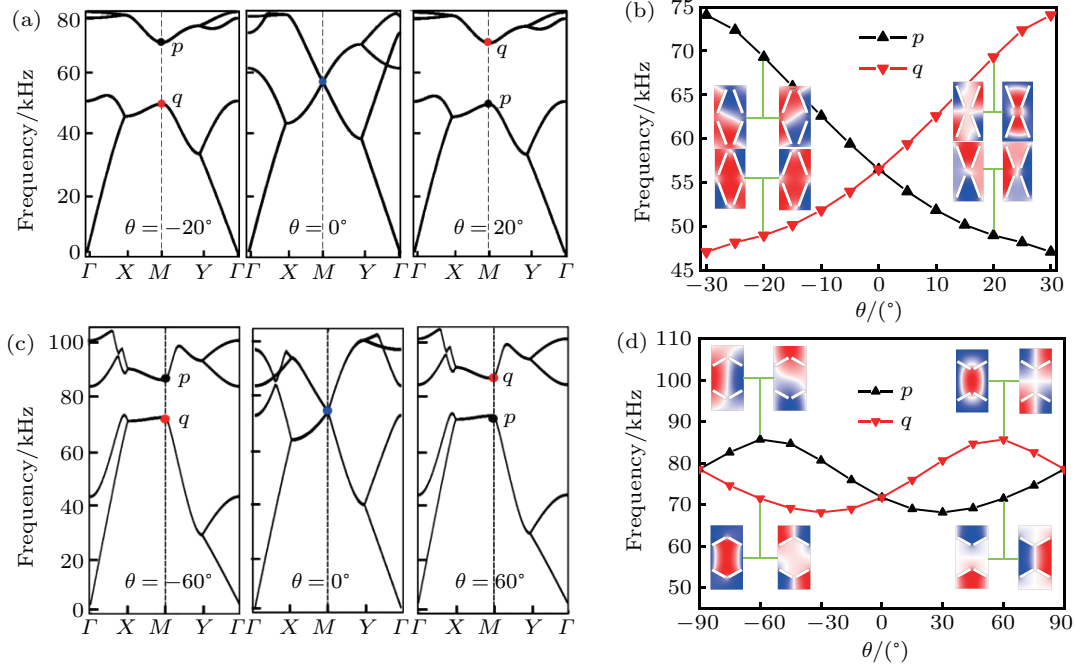 (a)
Frequency/kHz
80
60
40
20
0
p
q
θ = −20°
Γ X M Y Γ
θ = 0°
Γ X M Y Γ
q
p
θ = 20°
Γ X M Y Γ
(b)
Frequency/kHz
75
70
65
60
55
50
45
p
q
−30 −20 −10 0 10 20 30
θ/(°)
(c)
Frequency/kHz
100
80
60
40
20
0
p
q
θ = −60°
Γ X M Y Γ
θ = 0°
Γ X M Y Γ
q
p
θ = 60°
Γ X M Y Γ
(d)
Frequency/kHz
110
100
90
80
70
60
50
p
q
−90 −60 −30 0 30 60 90
θ/(°)